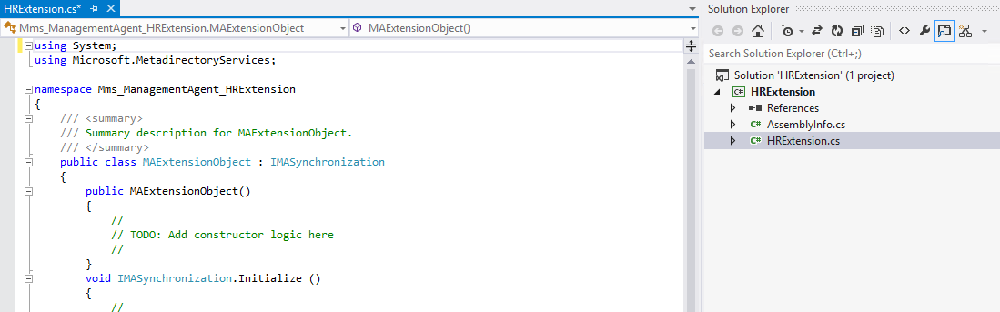 HRExtension.cs*
Mms_ManagementAgent_HRExtension.MAExtensionObject
MAExtensionObject()
using System;
using Microsoft.MetadirectoryServices;
namespace Mms_ManagementAgent_HRExtension
{
/// <summary>
/// Summary description for MAExtensionObject.
/// </summary>
public class MAExtensionObject : IMASynchronization
{
public MAExtensionObject()
{
//
// TODO: Add constructor logic here
//
}
void IMASynchronization.Initialize ()
{
//
Solution Explorer
Search Solution Explorer (Ctrl+;)
Solution 'HRExtension' (1 project)
C# HRExtension
References
C# AssemblyInfo.cs
C# HRExtension.cs